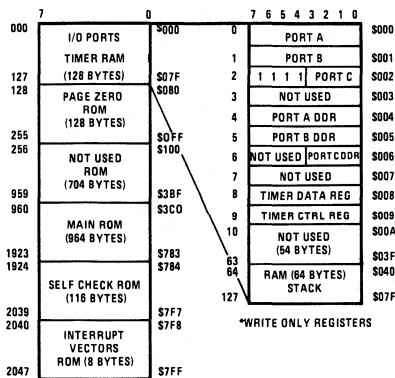 7 0
000 $000
I/O PORTS
TIMER RAM
(128 BYTES)
127 $07F
128 $080
PAGE ZERO
ROM
(128 BYTES)
255 $0FF
256 $100
NOT USED
ROM
(704 BYTES)
959 $3BF
960 $3C0
MAIN ROM
(964 BYTES)
1923 $783
1924 $784
SELF CHECK ROM
(116 BYTES)
2039 $7F7
2040 $7F8
INTERRUPT
VECTORS
ROM (8 BYTES)
2047 $7FF
7 6 5 4 3 2 1 0
0 PORT A $000
1 PORT B $001
2 1 1 1 1 PORT C $002
3 NOT USED $003
4 PORT A DDR $004
5 PORT B DDR $005
6 NOT USED PORT C DDR $006
7 NOT USED $007
8 TIMER DATA REG $008
9 TIMER CTRL REG $009
10 $00A
NOT USED
(54 BYTES)
63 $03F
64 $040
RAM (64 BYTES)
STACK
127 $07F
*WRITE ONLY REGISTERS